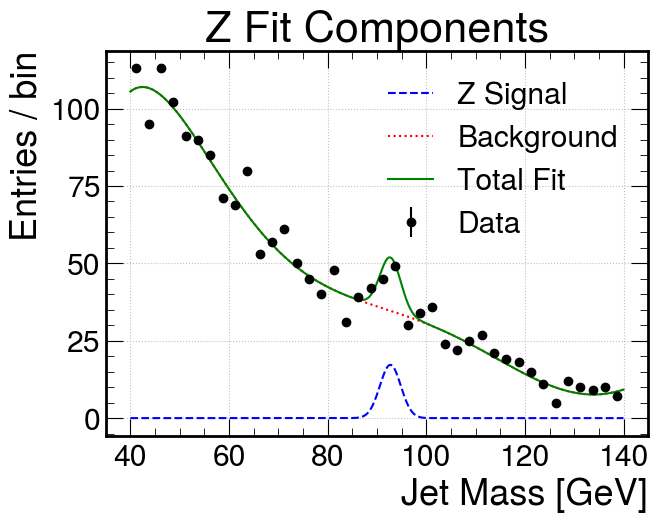 Z Fit Components
Entries / bin
100
75
50
25
0
Z Signal
Background
Total Fit
Data
40 60 80 100 120 140
Jet Mass [GeV]